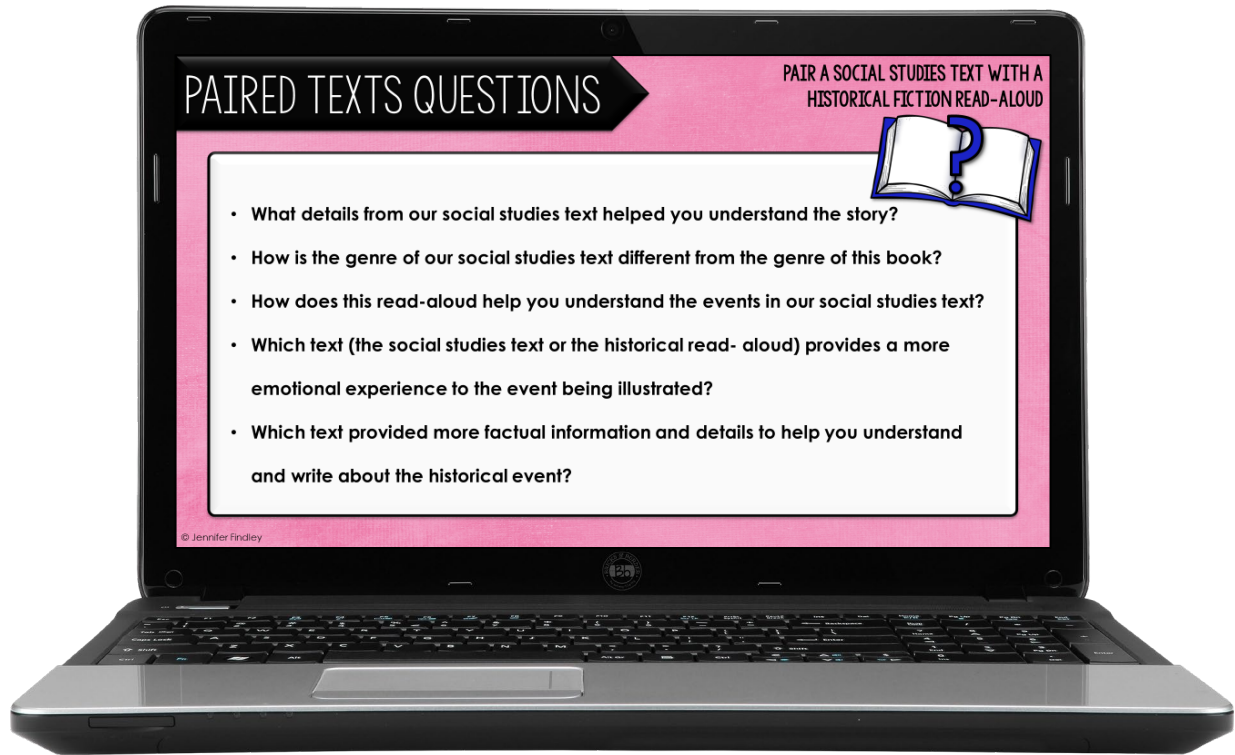 PAIRED TEXTS QUESTIONS
PAIR A SOCIAL STUDIES TEXT WITH A
HISTORICAL FICTION READ-ALOUD
?
• What details from our social studies text helped you understand the story?
• How is the genre of our social studies text different from the genre of this book?
• How does this read-aloud help you understand the events in our social studies text?
• Which text (the social studies text or the historical read- aloud) provides a more
emotional experience to the event being illustrated?
• Which text provided more factual information and details to help you understand
and write about the historical event?
© Jennifer Findley
Bb